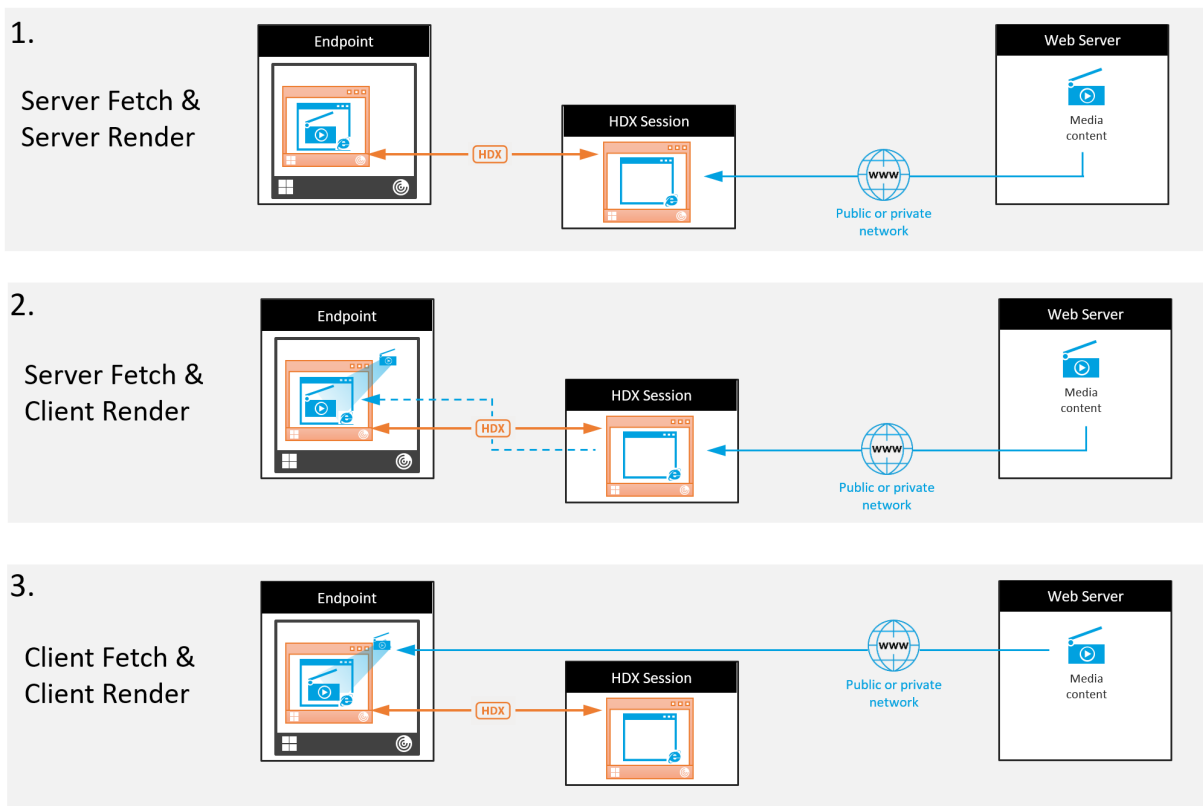 1.
Server Fetch &
Server Render
Endpoint
HDX
HDX Session
www
Public or private
network
Web Server
Media
content
2.
Server Fetch &
Client Render
Endpoint
HDX
HDX Session
www
Public or private
network
Web Server
Media
content
3.
Client Fetch &
Client Render
Endpoint
HDX
HDX Session
www
Public or private
network
Web Server
Media
content